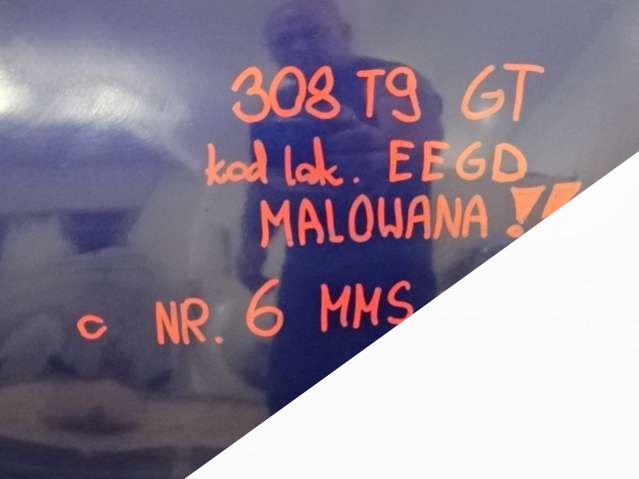 308 T9 GT
kod lak. EEGD
MALOWANA !!
c NR. 6 MMS